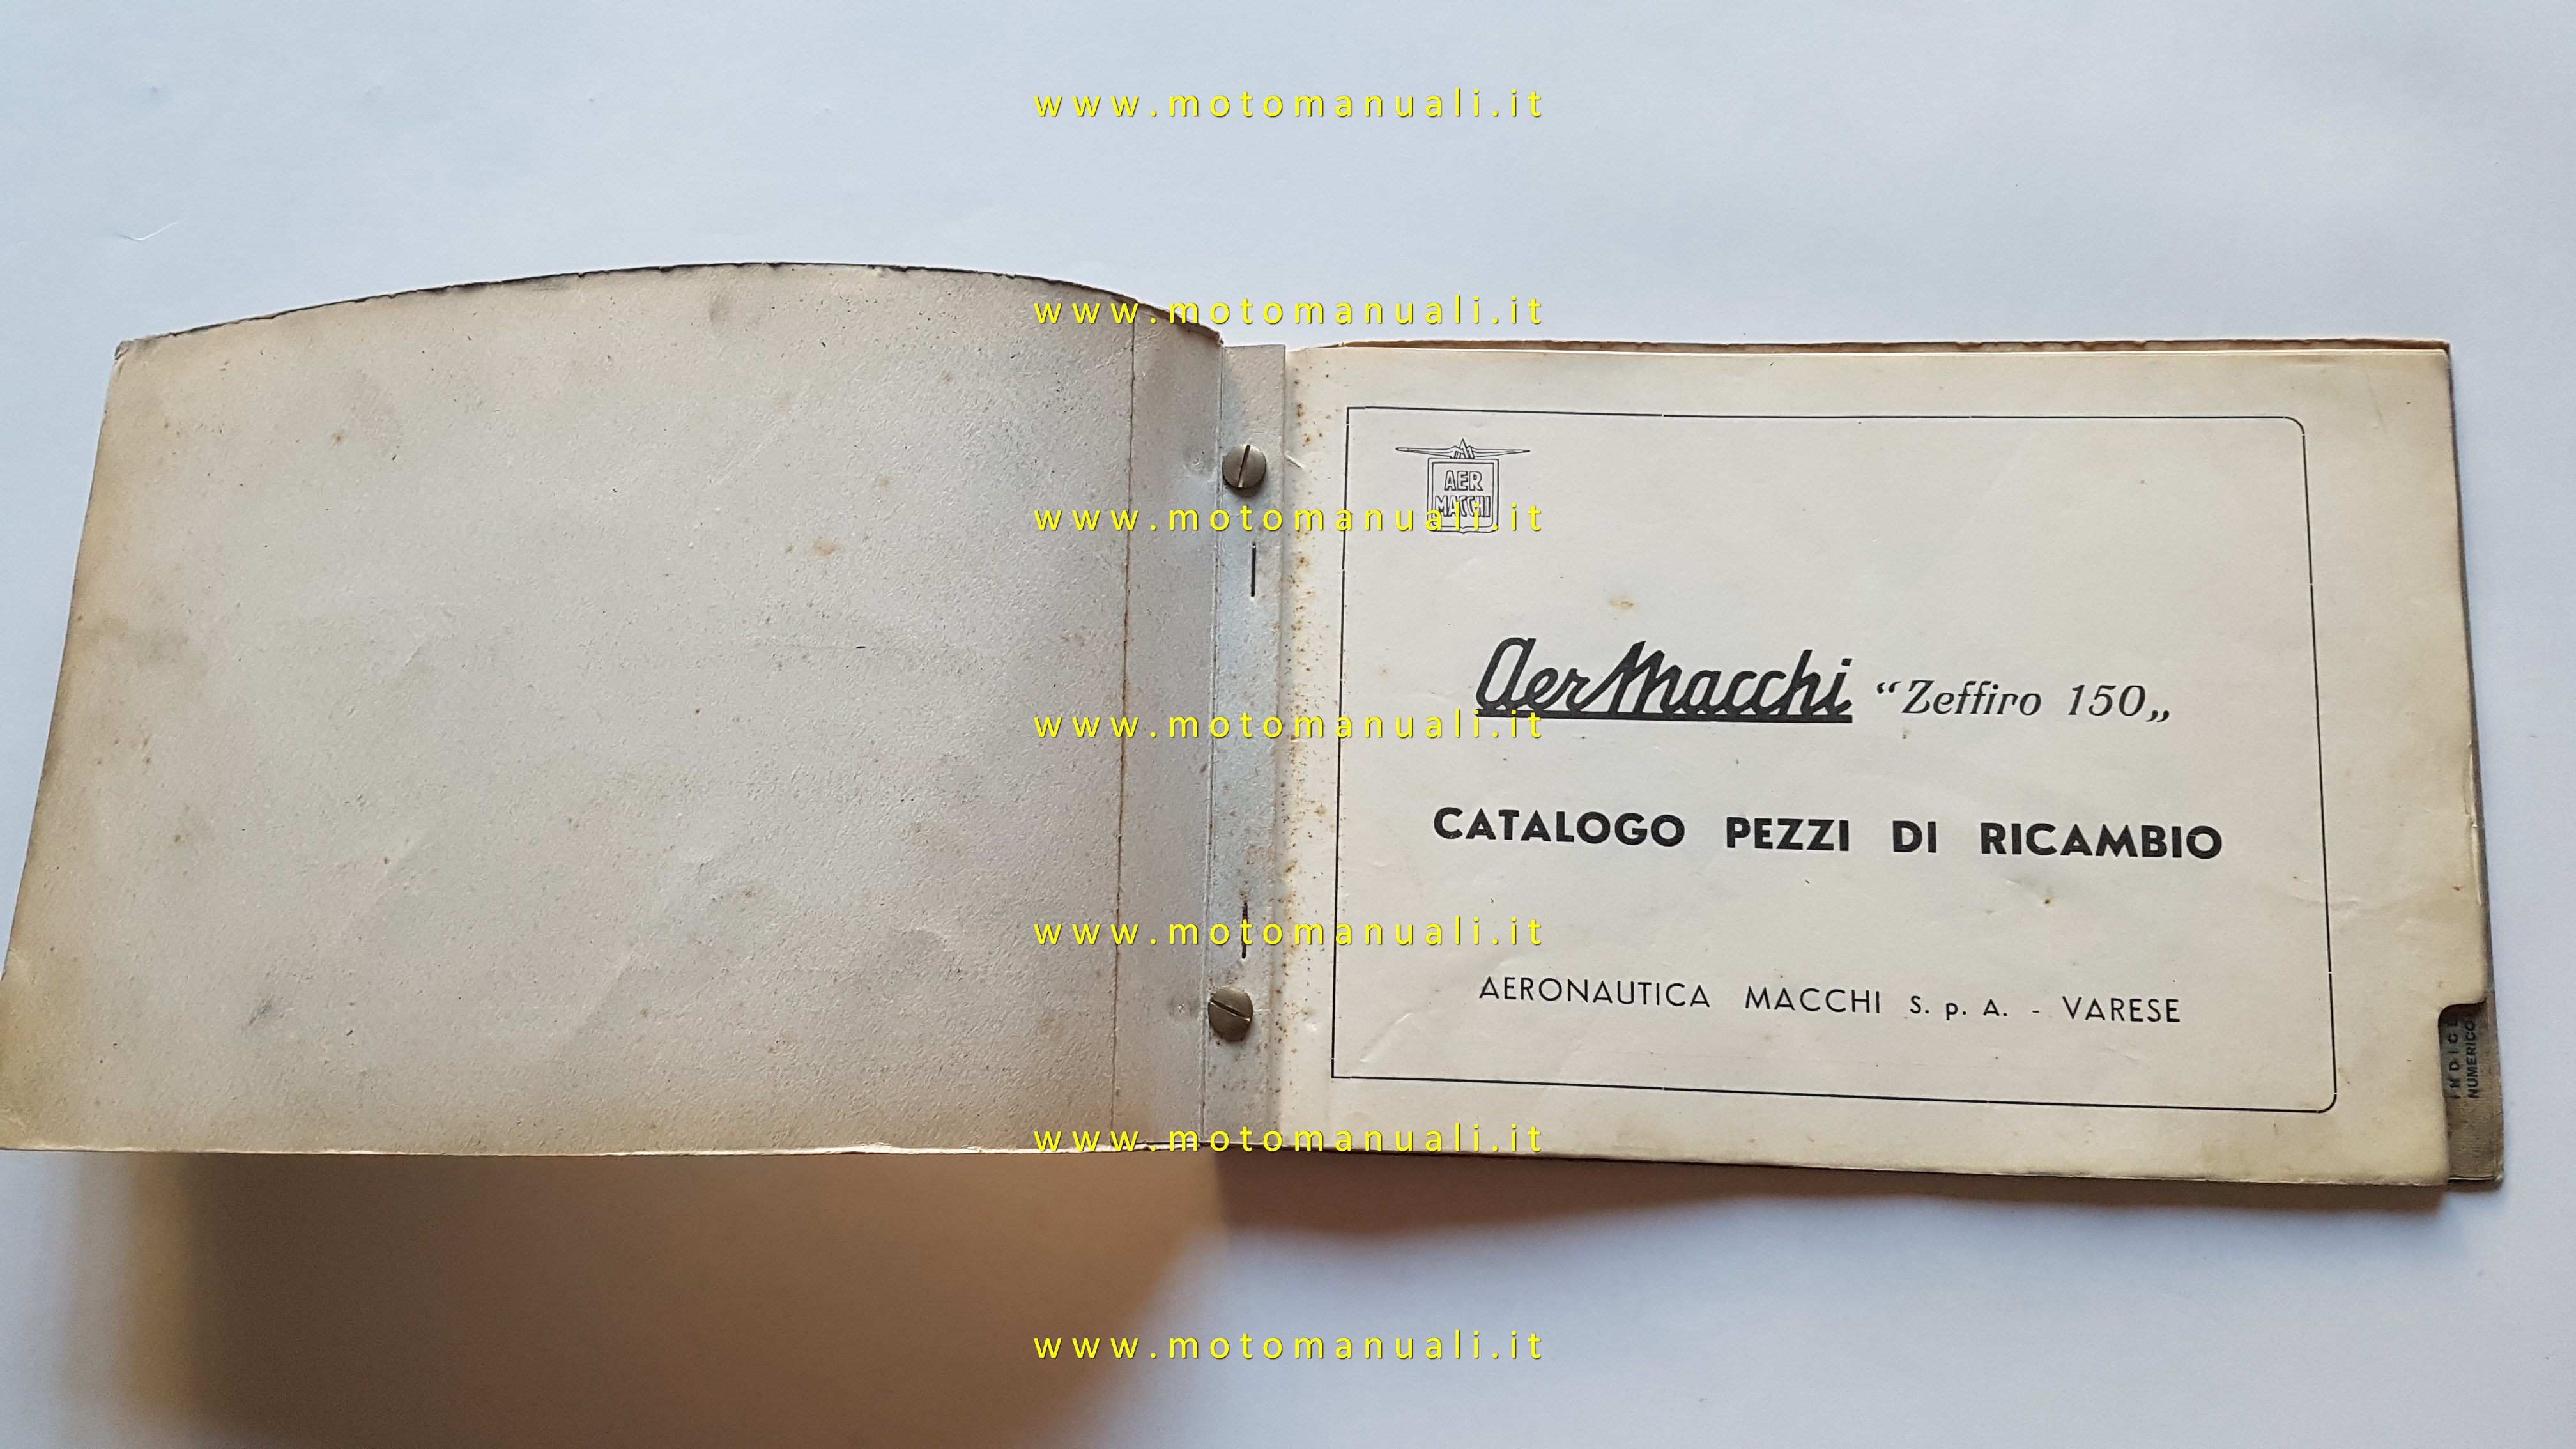 www.motomanuali.it
www.motomanuali.it
AER
MACCHI
www.motomanuali.it
AerMacchi “Zeffiro 150„
www.motomanuali.it
CATALOGO PEZZI DI RICAMBIO
www.motomanuali.it
AERONAUTICA MACCHI S. p. A. - VARESE
INDICE
NUMERICO
www.motomanuali.it
www.motomanuali.it